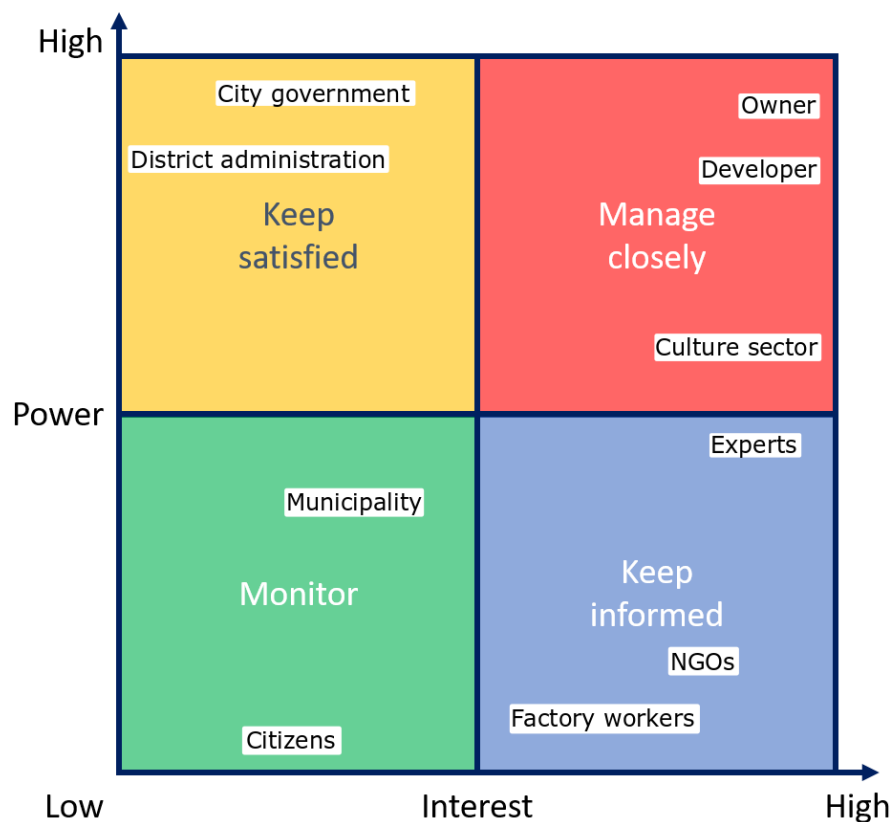 High
City government
Owner
District administration
Developer
Keep
satisfied
Manage
closely
Culture sector
Power
Experts
Municipality
Monitor
Keep
informed
NGOs
Factory workers
Citizens
Low
Interest
High